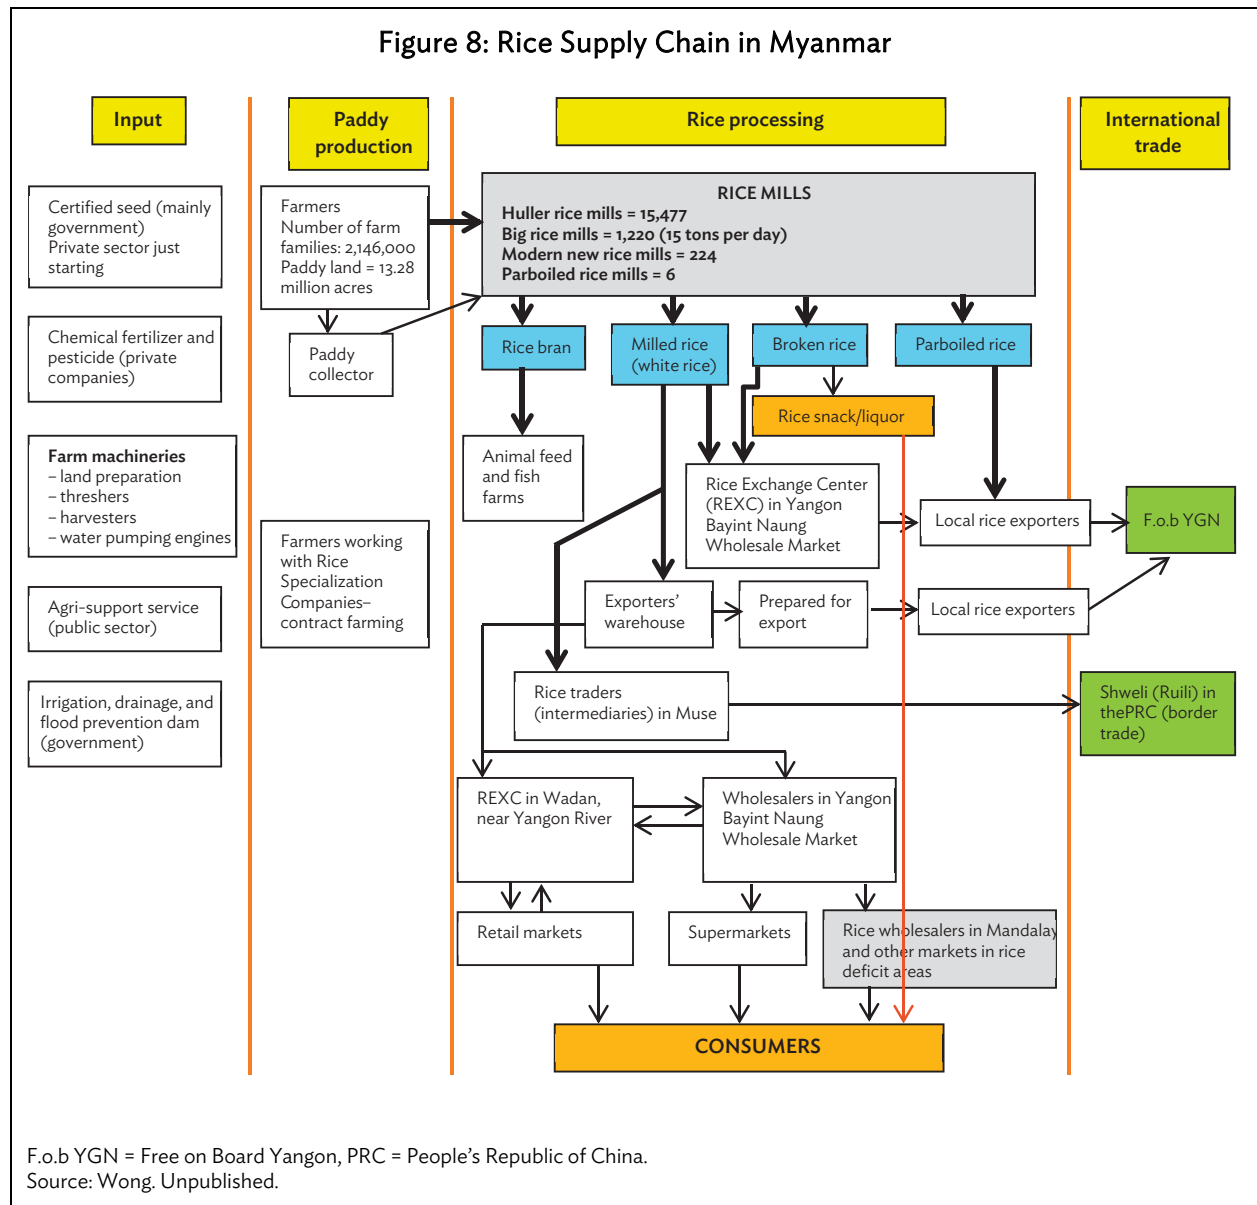 Figure 8: Rice Supply Chain in Myanmar
Input
Paddy
production
Rice processing
International
trade
Certified seed (mainly
government)
Private sector just
starting
Chemical fertilizer and
pesticide (private
companies)
Farm machineries
– land preparation
– threshers
– harvesters
– water pumping engines
Agri-support service
(public sector)
Irrigation, drainage, and
flood prevention dam
(government)
Farmers
Number of farm
families: 2,146,000
Paddy land = 13.28
million acres
Paddy
collector
Farmers working
with Rice
Specialization
Companies–
contract farming
RICE MILLS
Huller rice mills = 15,477
Big rice mills = 1,220 (15 tons per day)
Modern new rice mills = 224
Parboiled rice mills = 6
Rice bran
Milled rice
(white rice)
Broken rice
Parboiled rice
Rice snack/liquor
Animal feed
and fish
farms
Rice Exchange Center
(REXC) in Yangon
Bayint Naung
Wholesale Market
Local rice exporters
F.o.b YGN
Exporters'
warehouse
Prepared for
export
Local rice exporters
Rice traders
(intermediaries) in Muse
Shweli (Ruili) in
thePRC (border
trade)
REXC in Wadan,
near Yangon River
Wholesalers in Yangon
Bayint Naung
Wholesale Market
Retail markets
Supermarkets
Rice wholesalers in Mandalay
and other markets in rice
deficit areas
CONSUMERS
F.o.b YGN = Free on Board Yangon, PRC = People's Republic of China.
Source: Wong. Unpublished.